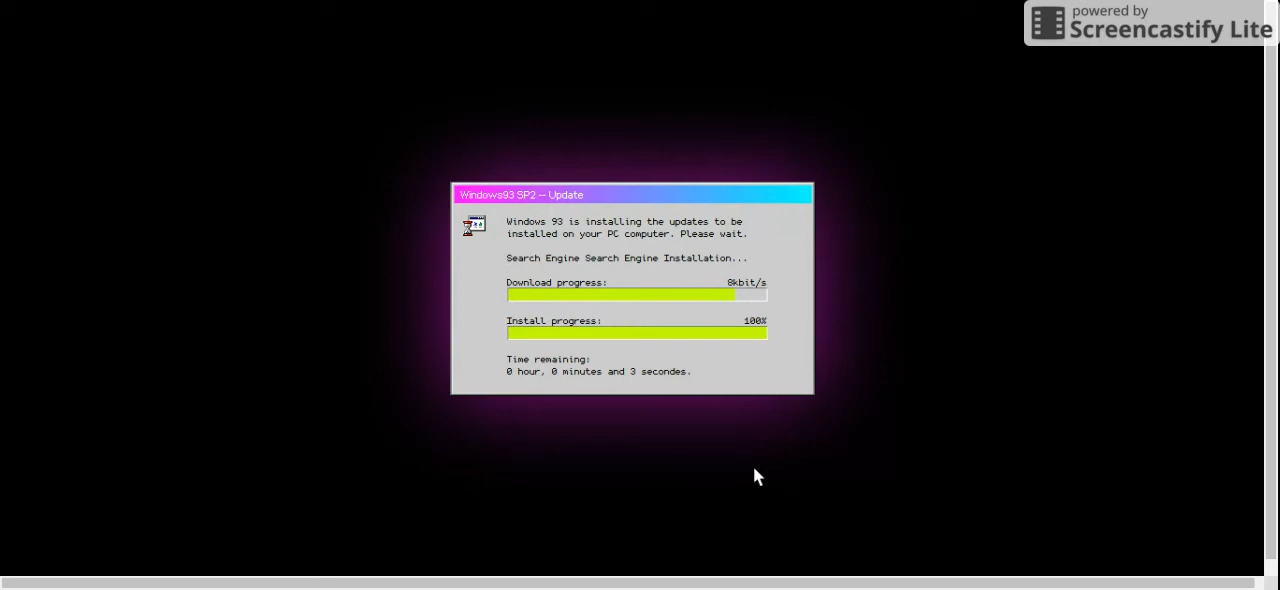 powered by
Screencastify Lite
Windows93 SP2 — Update
Windows 93 is installing the updates to be
installed on your PC computer. Please wait.
Search Engine Search Engine Installation...
Download progress: 8kbit/s
Install progress: 100%
Time remaining:
0 hour, 0 minutes and 3 secondes.